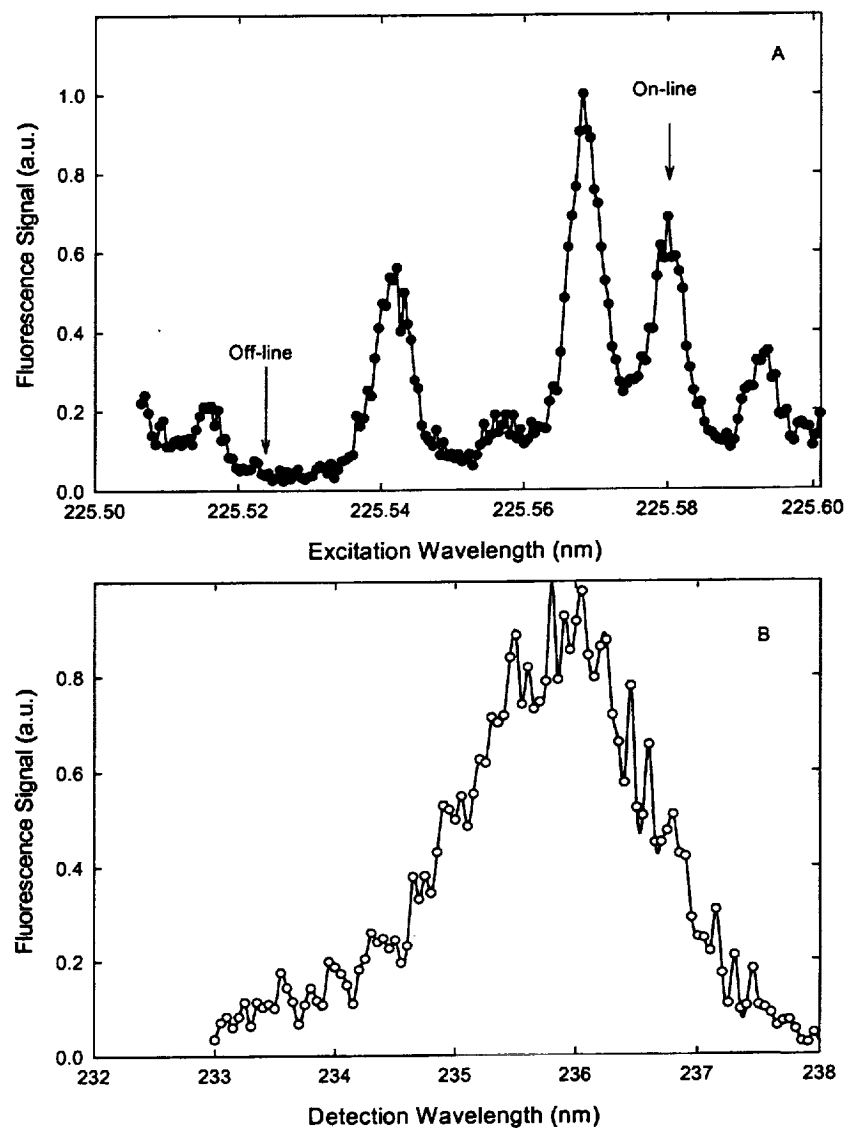 A
On-line
Off-line
Fluorescence Signal (a.u.)
1.0
0.8
0.6
0.4
0.2
0.0
225.50 225.52 225.54 225.56 225.58 225.60
Excitation Wavelength (nm)
B
Fluorescence Signal (a.u.)
0.8
0.6
0.4
0.2
0.0
232 233 234 235 236 237 238
Detection Wavelength (nm)